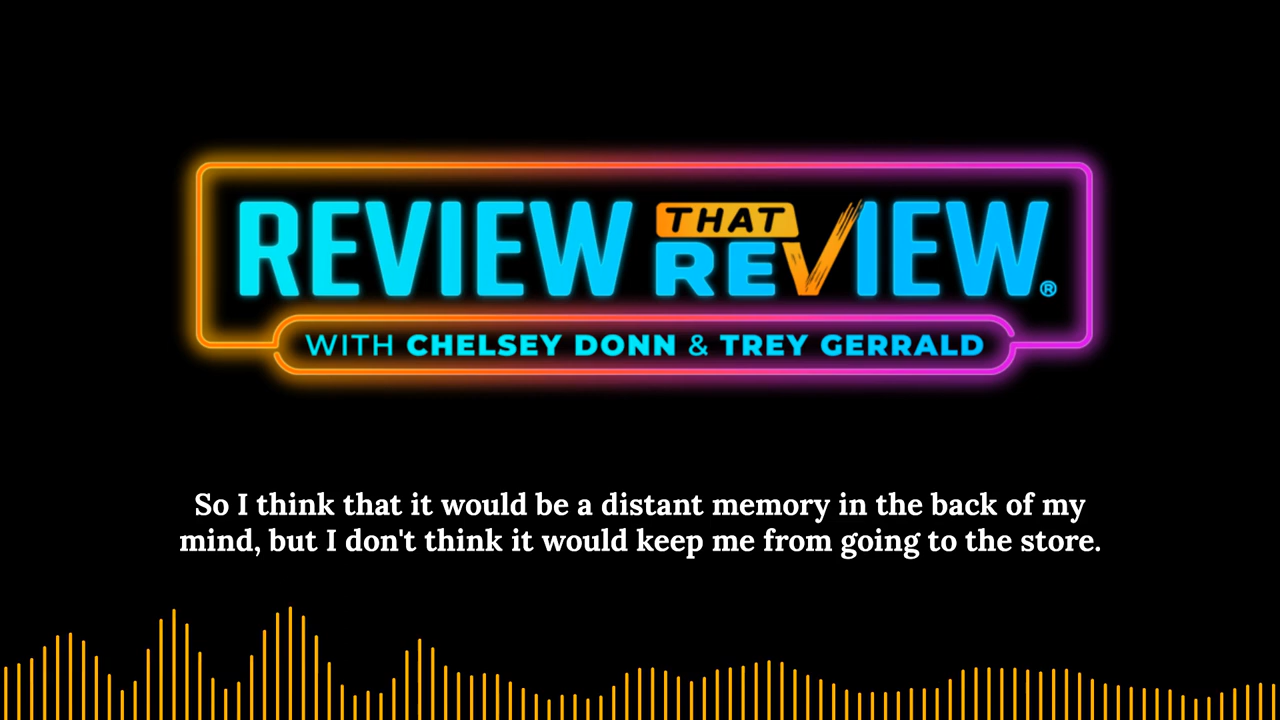 REVIEW THAT REVIEW®
WITH CHELSEY DONN & TREY GERRALD
So I think that it would be a distant memory in the back of my
mind, but I don't think it would keep me from going to the store.